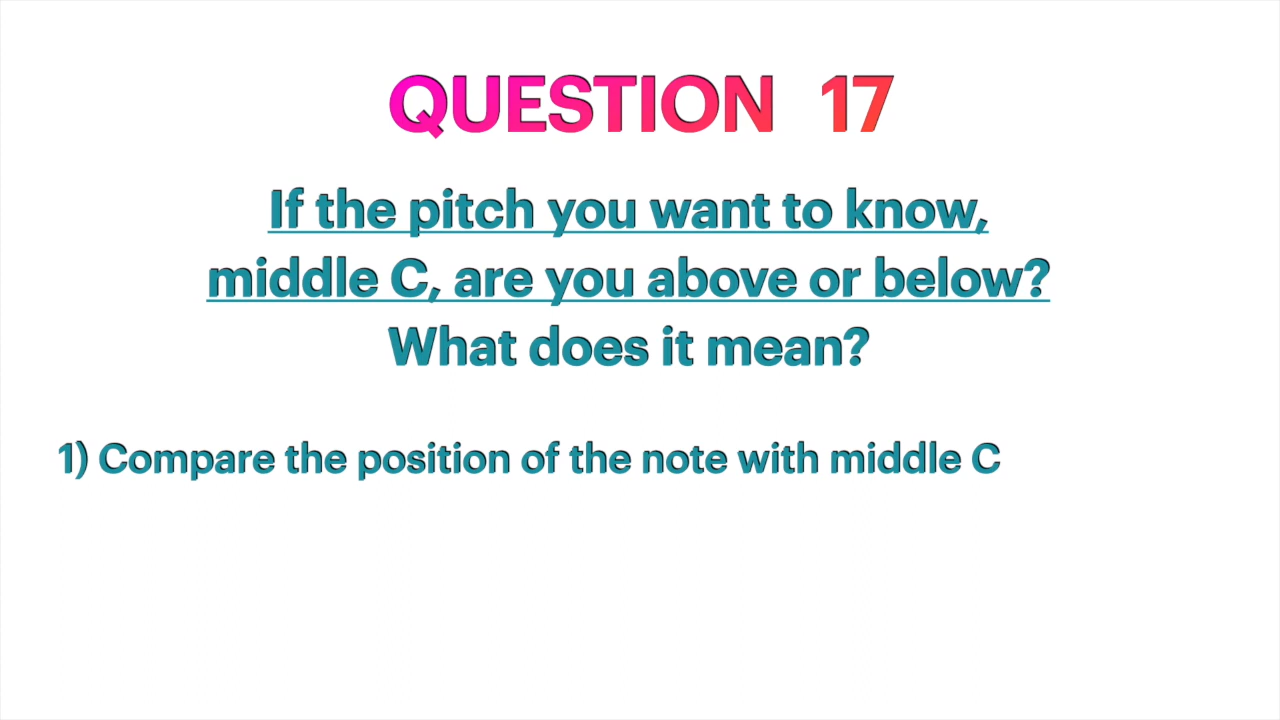 QUESTION 17
If the pitch you want to know,
middle C, are you above or below?
What does it mean?
1) Compare the position of the note with middle C